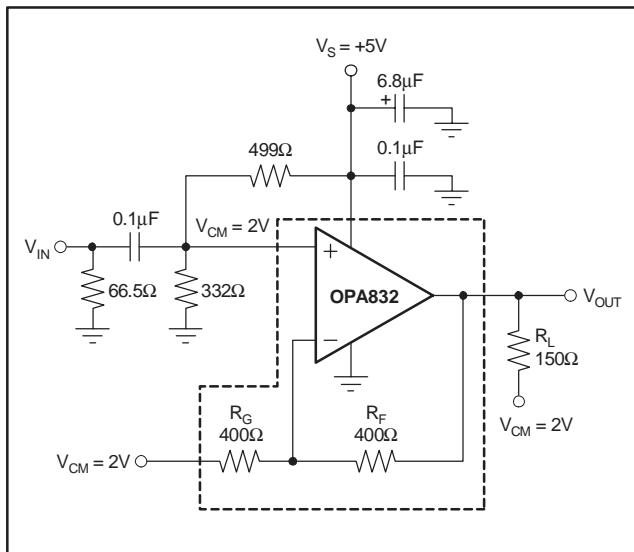 V_S = +5V
6.8μF
+
499Ω
0.1μF
0.1μF
V_CM = 2V
V_IN
+
66.5Ω
332Ω
OPA832
V_OUT
−
R_L
150Ω
R_G
400Ω
R_F
400Ω
V_CM = 2V
V_CM = 2V